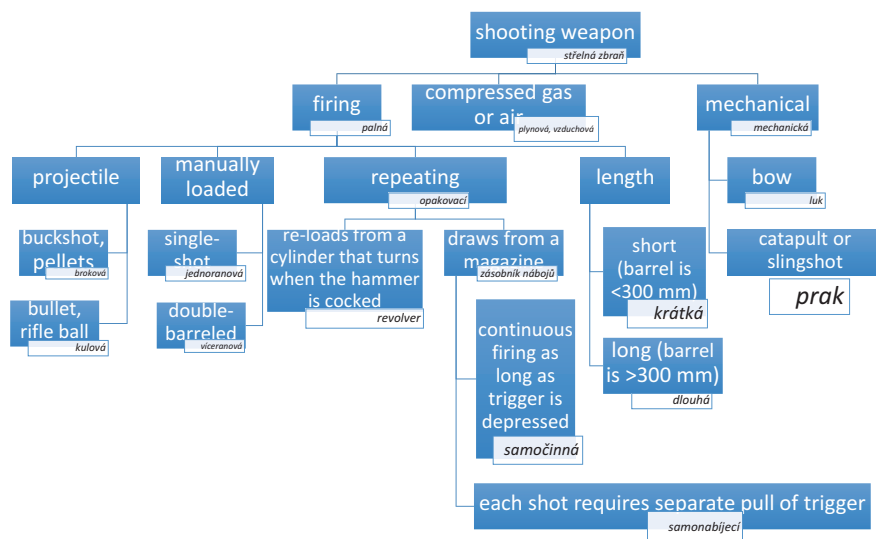 shooting weapon
střelná zbraň
firing
palná
compressed gas
or air
plynová, vzduchová
mechanical
mechanická
projectile
manually
loaded
repeating
opakovací
length
bow
luk
buckshot,
pellets
broková
single-
shot
jednoranová
re-loads from a
cylinder that turns
when the hammer
is cocked
revolver
draws from a
magazine
zásobník nábojů
short
(barrel is
<300 mm)
krátká
catapult or
slingshot
prak
bullet,
rifle ball
kulová
double-
barreled
víceranová
continuous
firing as
long as
trigger is
depressed
samočinná
long (barrel
is >300 mm)
dlouhá
each shot requires separate pull of trigger
samonabíjecí